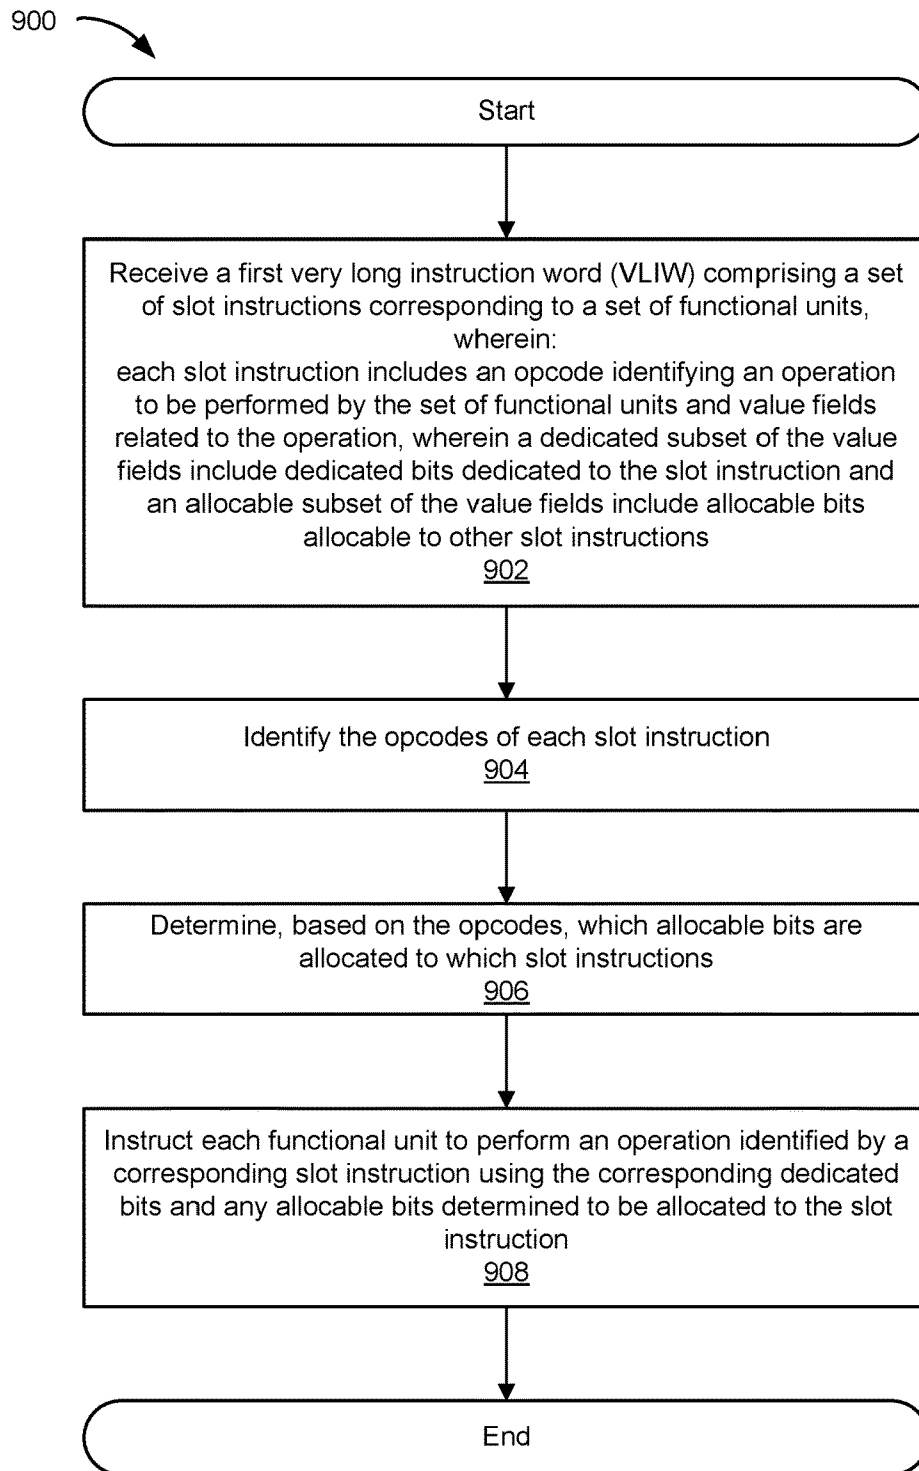 900
Start
Receive a first very long instruction word (VLIW) comprising a set
of slot instructions corresponding to a set of functional units,
wherein:
each slot instruction includes an opcode identifying an operation
to be performed by the set of functional units and value fields
related to the operation, wherein a dedicated subset of the value
fields include dedicated bits dedicated to the slot instruction and
an allocable subset of the value fields include allocable bits
allocable to other slot instructions
902
Identify the opcodes of each slot instruction
904
Determine, based on the opcodes, which allocable bits are
allocated to which slot instructions
906
Instruct each functional unit to perform an operation identified by a
corresponding slot instruction using the corresponding dedicated
bits and any allocable bits determined to be allocated to the slot
instruction
908
End